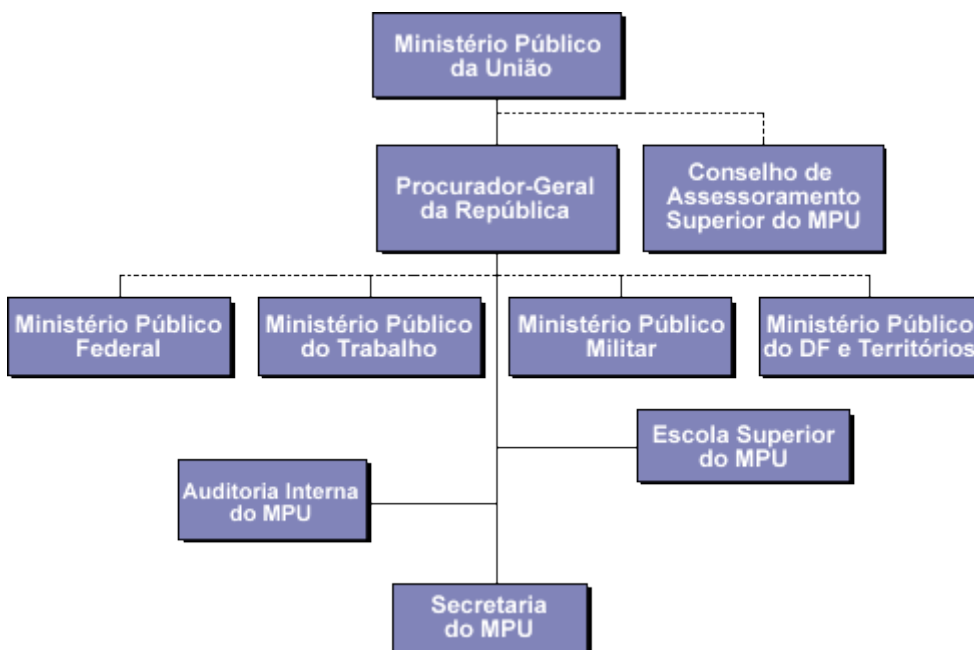 Ministério Público
da União
Procurador-Geral
da República
Conselho de
Assessoramento
Superior do MPU
Ministério Público
Federal
Ministério Público
do Trabalho
Ministério Público
Militar
Ministério Público
do DF e Territórios
Escola Superior
do MPU
Auditoria Interna
do MPU
Secretaria
do MPU